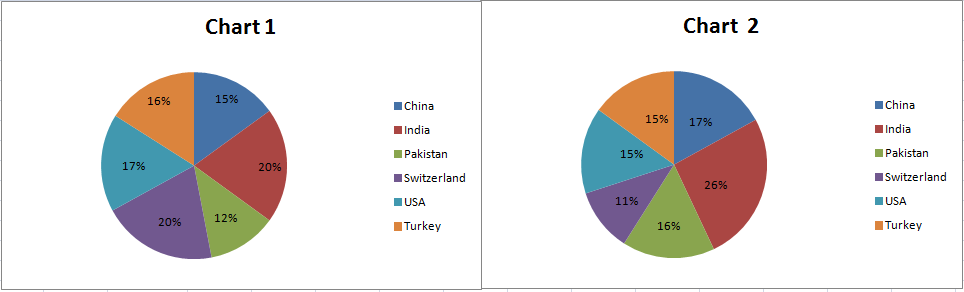 Chart 1
15%
20%
12%
20%
17%
16%
China
India
Pakistan
Switzerland
USA
Turkey
Chart 2
17%
26%
16%
11%
15%
15%
China
India
Pakistan
Switzerland
USA
Turkey